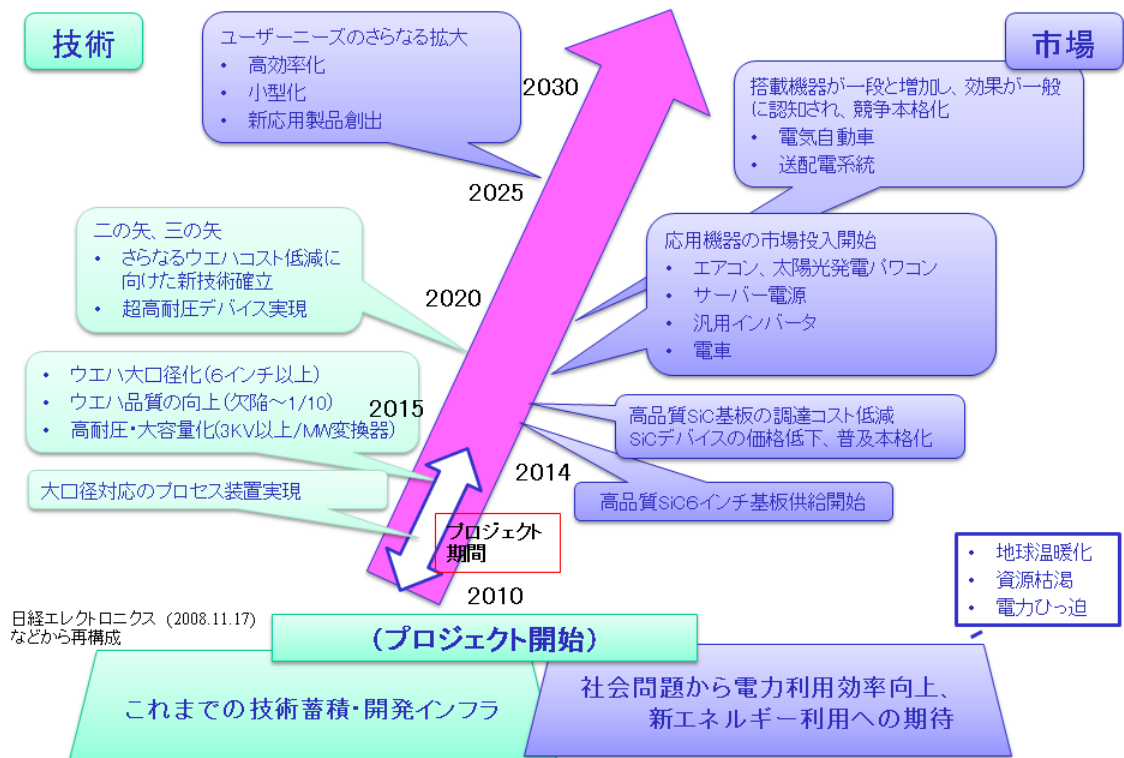 技術
市場
ユーザーニーズのさらなる拡大
• 高効率化
• 小型化
• 新応用製品創出
2030
搭載機器が一段と増加し、効果が一般
に認知され、競争本格化
• 電気自動車
• 送配電系統
2025
二の矢、三の矢
• さらなるウエハコスト低減に
向けた新技術確立
• 超高耐圧デバイス実現
2020
応用機器の市場投入開始
• エアコン、太陽光発電パワコン
• サーバー電源
• 汎用インバータ
• 電車
• ウエハ大口径化(6インチ以上)
• ウエハ品質の向上(欠陥～1/10)
• 高耐圧・大容量化(3KV以上/MW変換器)
2015
高品質SiC基板の調達コスト低減
SiCデバイスの価格低下、普及本格化
2014
大口径対応のプロセス装置実現
高品質SiC6インチ基板供給開始
プロジェクト
期間
2010
• 地球温暖化
• 資源枯渇
• 電力ひっ迫
日経エレクトロニクス (2008.11.17)
などから再構成
(プロジェクト開始)
これまでの技術蓄積・開発インフラ
社会問題から電力利用効率向上、
新エネルギー利用への期待